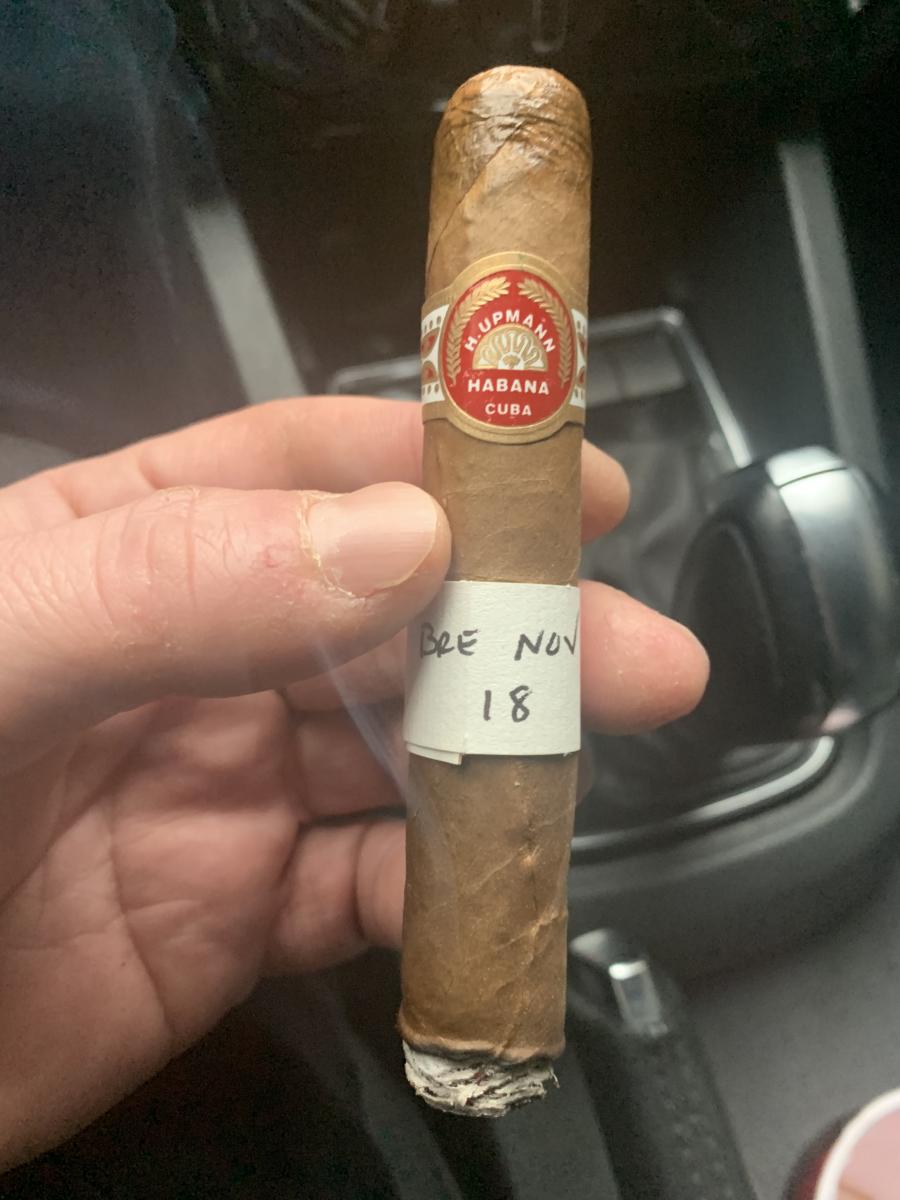 H. UPMANN
HABANA
CUBA
BRE NOV
18